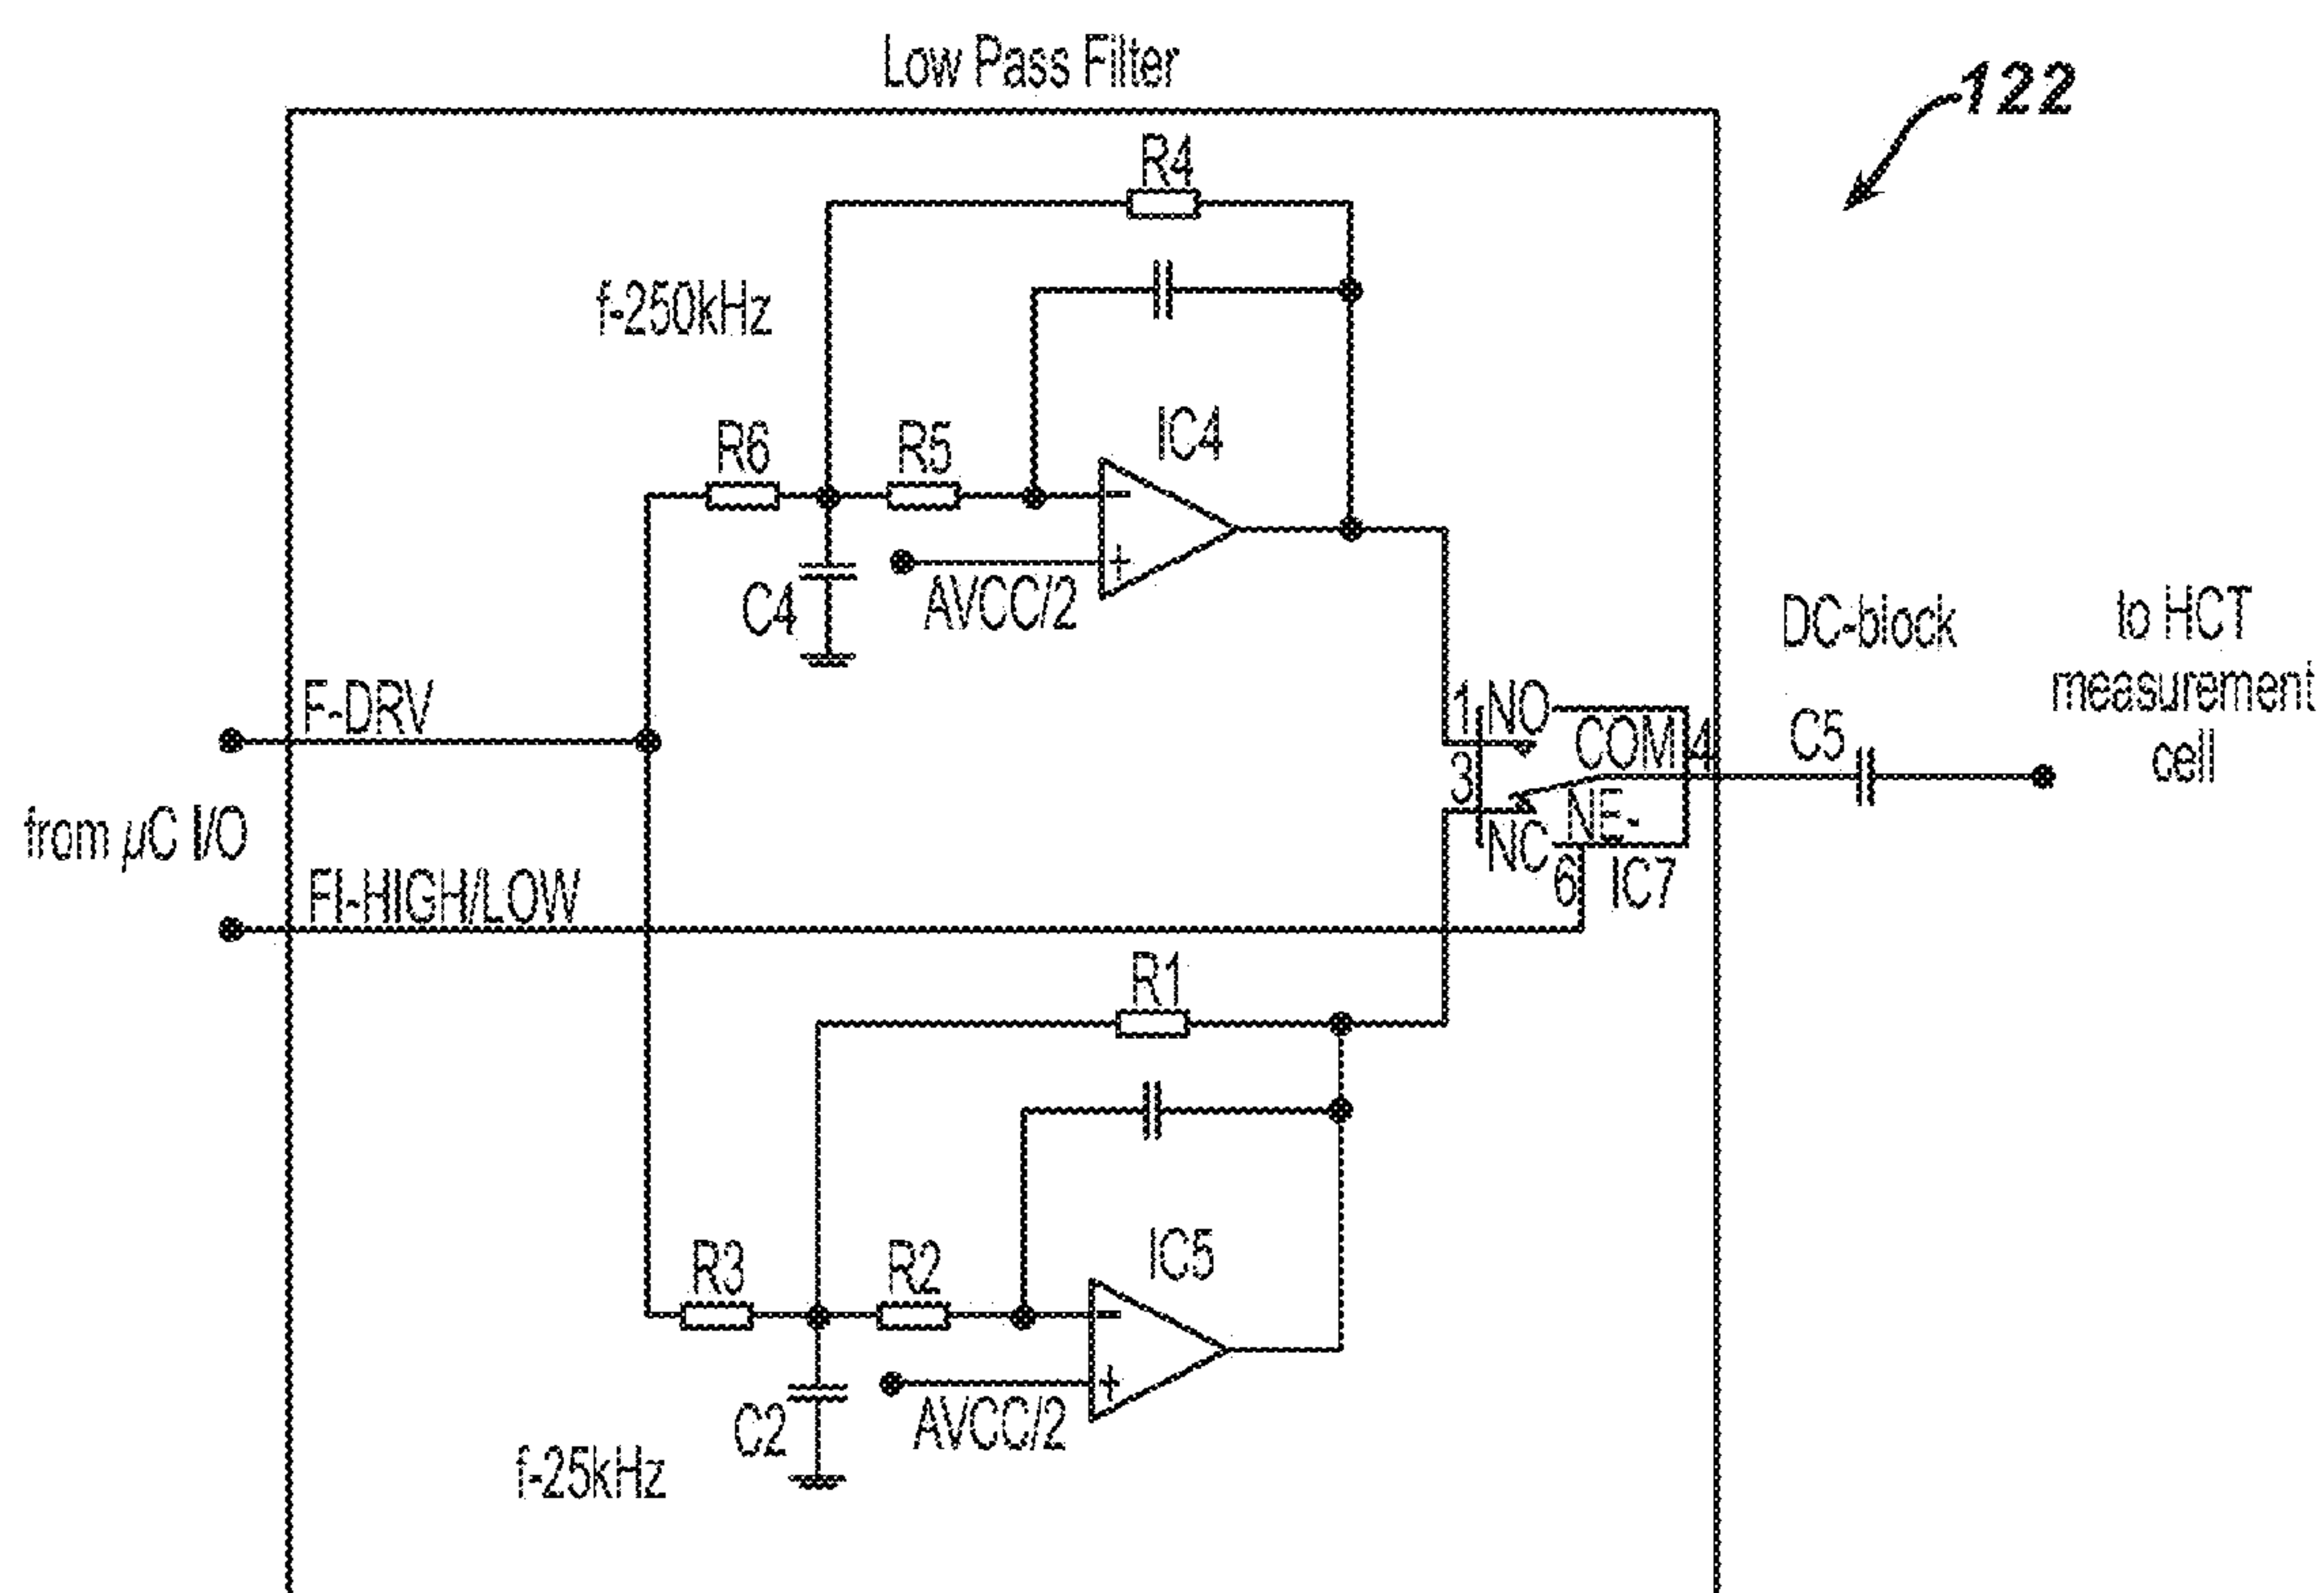 Low Pass Filter
122
R4
f-250kHz
IC4
R6
R5
C4
AVCC/2
DC-block
to HCT
measurement
cell
F-DRV
1
NO
COM
4
C5
3
from µC I/O
NE-
NC
6
IC7
FI-HIGH/LOW
R1
IC5
R3
R2
C2
AVCC/2
f-25kHz